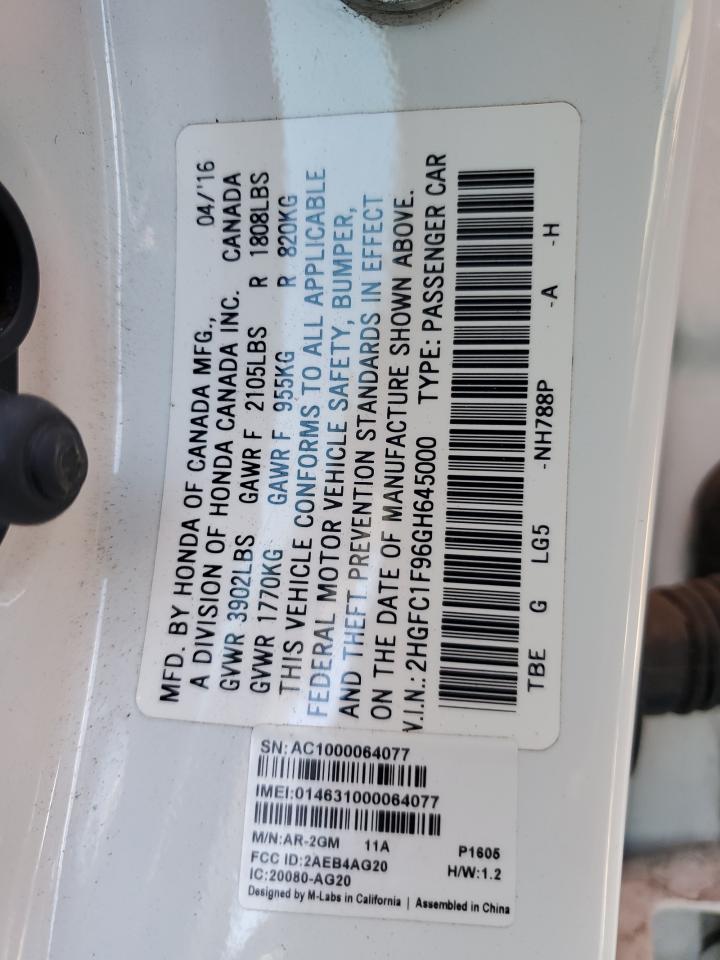 MFD. BY HONDA OF CANADA MFG., 04/'16
A DIVISION OF HONDA CANADA INC. CANADA
GVWR 3902LBS GAWR F 2105LBS R 1808LBS
GVWR 1770KG GAWR F 955KG R 820KG
THIS VEHICLE CONFORMS TO ALL APPLICABLE
FEDERAL MOTOR VEHICLE SAFETY, BUMPER,
AND THEFT PREVENTION STANDARDS IN EFFECT
ON THE DATE OF MANUFACTURE SHOWN ABOVE.
V.I.N.: 2HGFC1F96GH645000 TYPE: PASSENGER CAR
TBE G LG5 -NH788P -A -H
SN: AC1000064077
IMEI:014631000064077
M/N:AR-2GM 11A P1605
FCC ID:2AEB4AG20 H/W:1.2
IC:20080-AG20
Designed by M-Labs in California | Assembled in China